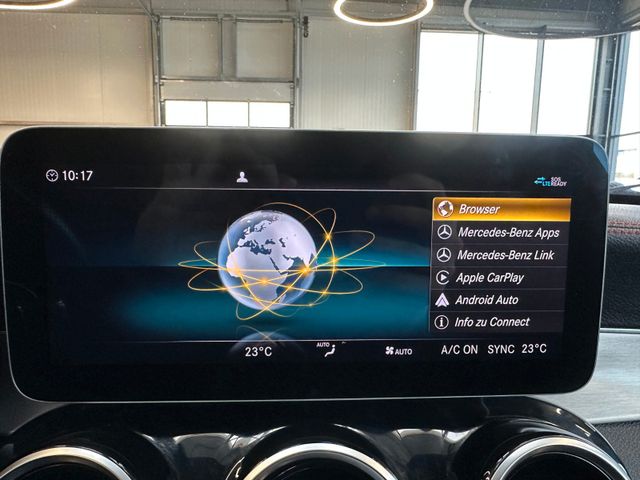 10:17
SOS
LTE READY
Browser
Mercedes-Benz Apps
Mercedes-Benz Link
Apple CarPlay
Android Auto
Info zu Connect
AUTO
23°C AUTO A/C ON SYNC 23°C